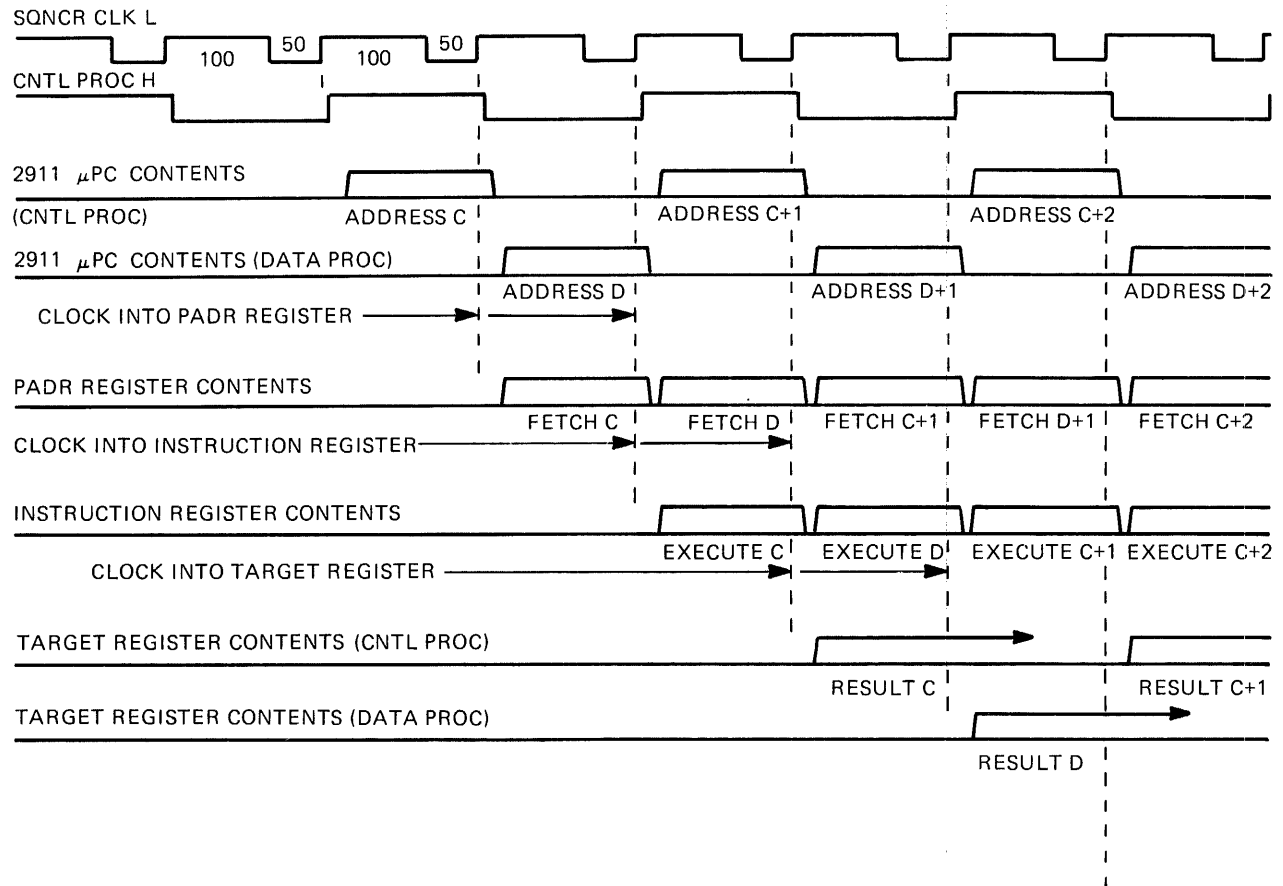 SQNCR CLK L
100 50 100 50
CNTL PROC H
2911 μPC CONTENTS
(CNTL PROC) ADDRESS C ADDRESS C+1 ADDRESS C+2
2911 μPC CONTENTS (DATA PROC)
ADDRESS D ADDRESS D+1 ADDRESS D+2
CLOCK INTO PADR REGISTER
PADR REGISTER CONTENTS
FETCH C FETCH D FETCH C+1 FETCH D+1 FETCH C+2
CLOCK INTO INSTRUCTION REGISTER
INSTRUCTION REGISTER CONTENTS
EXECUTE C EXECUTE D EXECUTE C+1 EXECUTE C+2
CLOCK INTO TARGET REGISTER
TARGET REGISTER CONTENTS (CNTL PROC)
RESULT C RESULT C+1
TARGET REGISTER CONTENTS (DATA PROC)
RESULT D